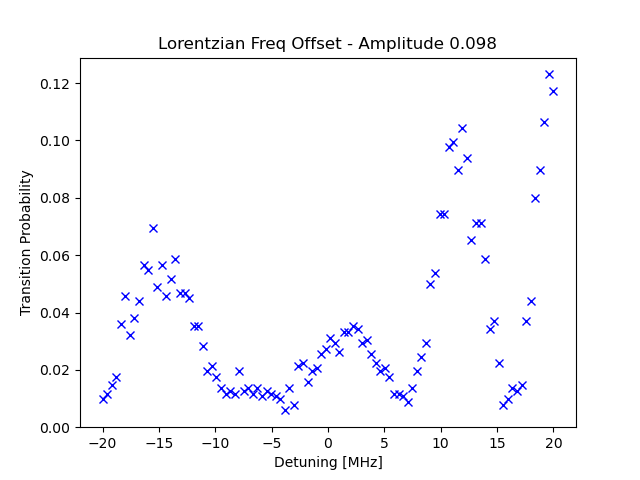 Lorentzian Freq Offset - Amplitude 0.098
Transition Probability
0.12
0.10
0.08
0.06
0.04
0.02
0.00
−20 −15 −10 −5 0 5 10 15 20
Detuning [MHz]